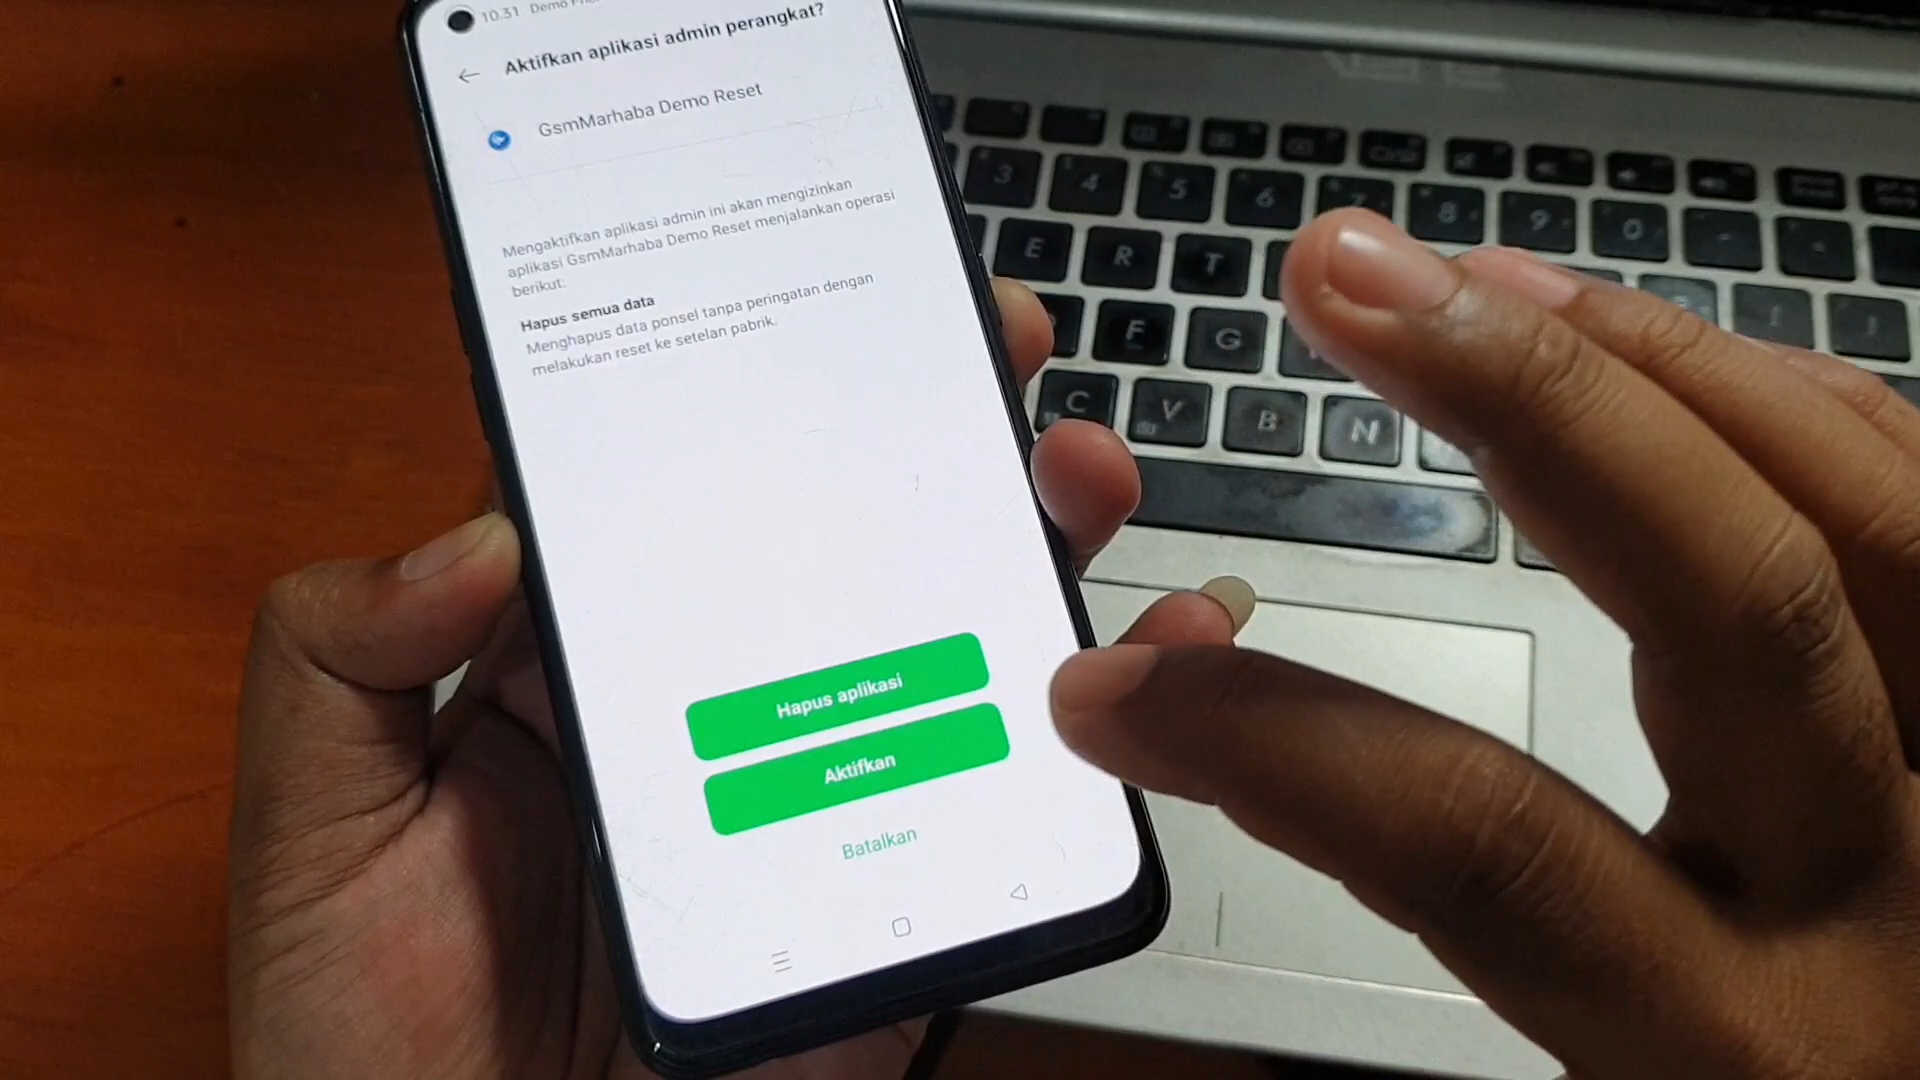 10.31 Demo
Aktifkan aplikasi admin perangkat?
GsmMarhaba Demo Reset
Mengaktifkan aplikasi admin ini akan mengizinkan
aplikasi GsmMarhaba Demo Reset menjalankan operasi
berikut:
Hapus semua data
Menghapus data ponsel tanpa peringatan dengan
melakukan reset ke setelan pabrik.
Hapus aplikasi
Aktifkan
Batalkan
3 4 5 6 7 8 9 0
E R T
F G
C V B N